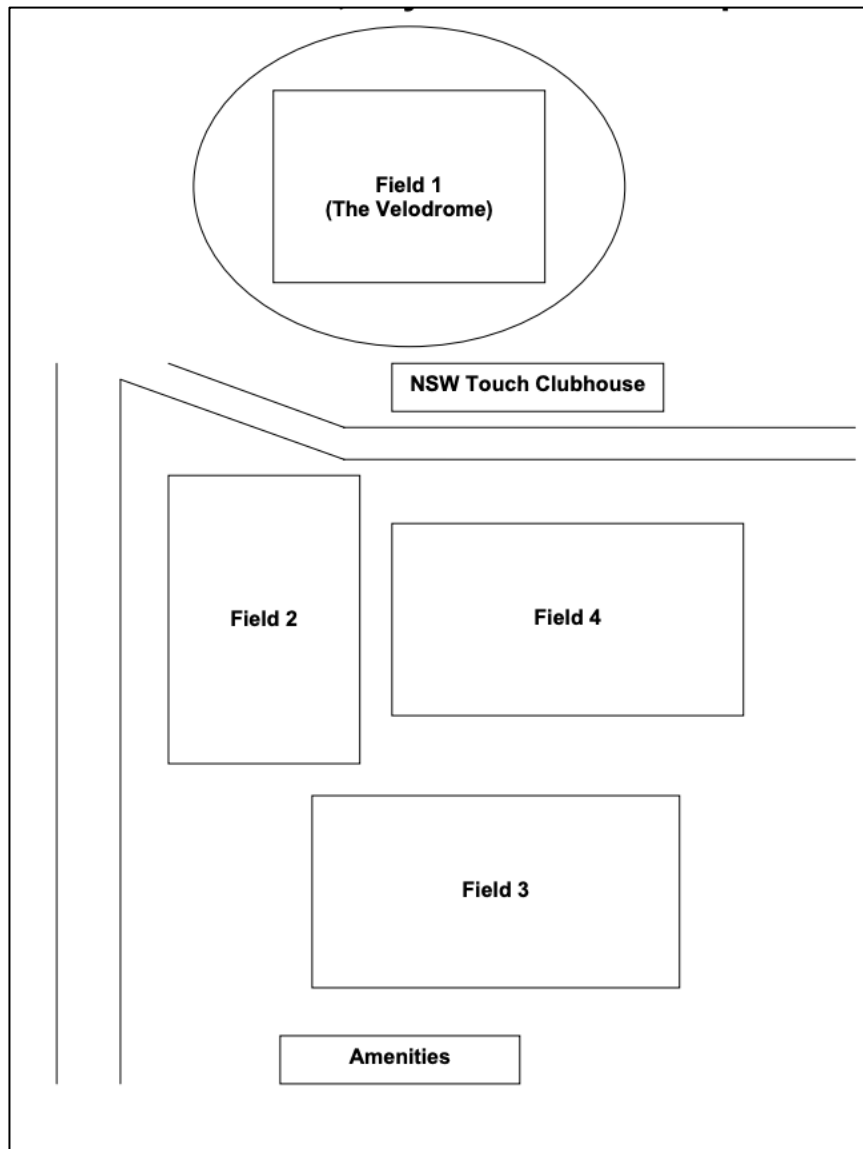 Field 1
(The Velodrome)
NSW Touch Clubhouse
Field 2
Field 4
Field 3
Amenities